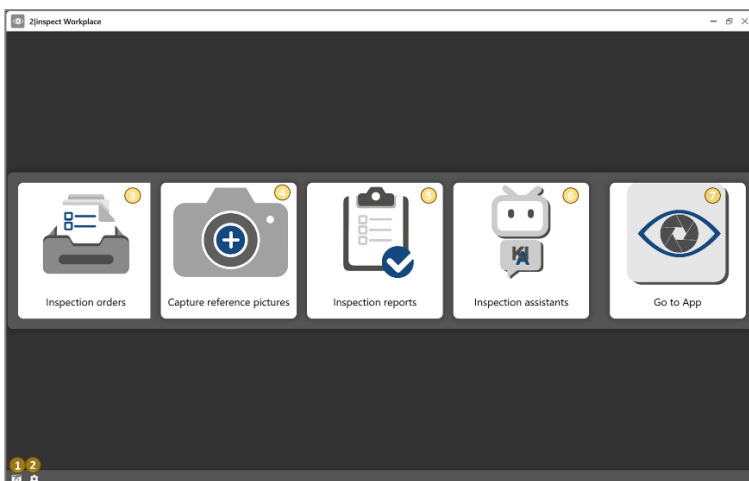 2|inspect Workplace
3
4
5
6
7
KI
A
Inspection orders
Capture reference pictures
Inspection reports
Inspection assistants
Go to App
1 2